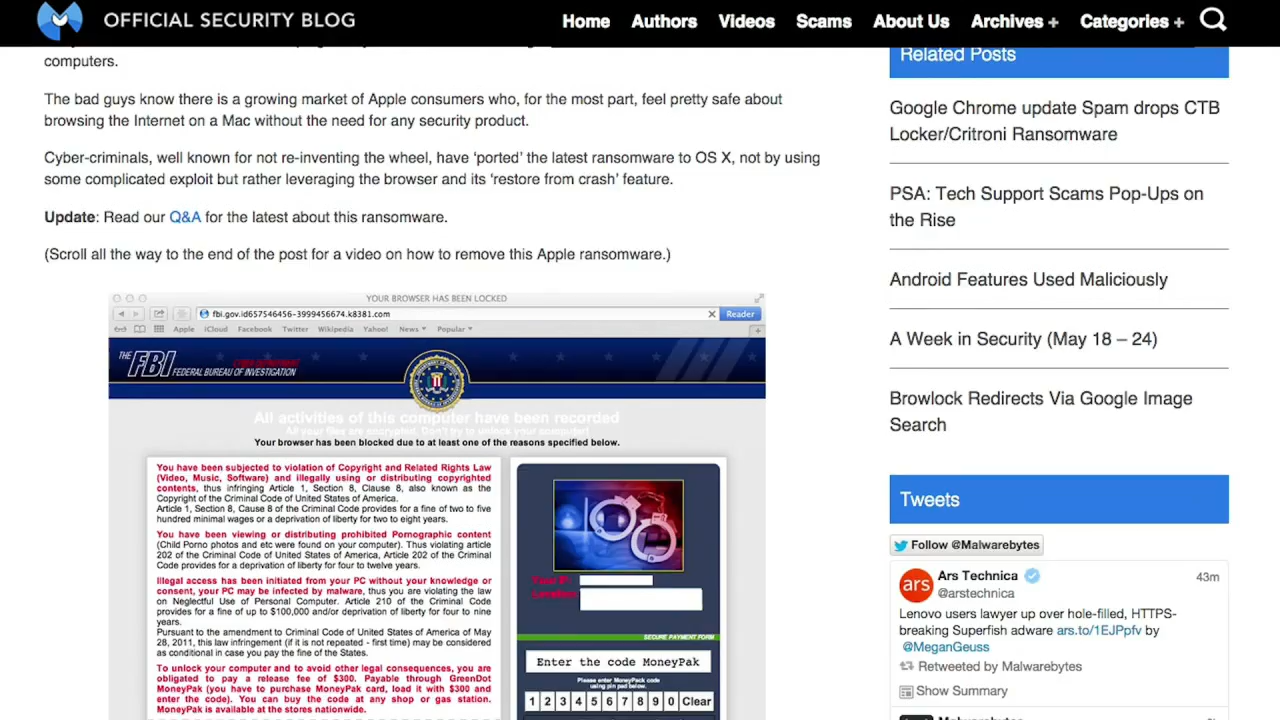 OFFICIAL SECURITY BLOG
Home Authors Videos Scams About Us Archives + Categories +
computers.
The bad guys know there is a growing market of Apple consumers who, for the most part, feel pretty safe about
browsing the Internet on a Mac without the need for any security product.
Cyber-criminals, well known for not re-inventing the wheel, have ‘ported’ the latest ransomware to OS X, not by using
some complicated exploit but rather leveraging the browser and its ‘restore from crash’ feature.
Update: Read our Q&A for the latest about this ransomware.
(Scroll all the way to the end of the post for a video on how to remove this Apple ransomware.)
YOUR BROWSER HAS BEEN LOCKED
fbi.gov.id657546456-3999456674.k8381.com
Reader
Apple iCloud Facebook Twitter Wikipedia Yahoo! News Popular
THE FBI
FEDERAL BUREAU OF INVESTIGATION
All activities of this computer have been recorded
All your files are encrypted. Don't try to unlock your computer!
Your browser has been blocked due to at least one of the reasons specified below.
You have been subjected to violation of Copyright and Related Rights Law
(Video, Music, Software) and illegally using or distributing copyrighted
contents, thus infringing Article 1, Section 8, Clause 8, also known as the
Copyright of the Criminal Code of United States of America.
Article 1, Section 8, Cause 8 of the Criminal Code provides for a fine of two to five
hundred minimal wages or a deprivation of liberty for two to eight years.
You have been viewing or distributing prohibited Pornographic content
(Child Porno photos and etc were found on your computer). Thus violating article
202 of the Criminal Code of United States of America, Article 202 of the Criminal
Code provides for a deprivation of liberty for four to twelve years.
Illegal access has been initiated from your PC without your knowledge or
consent, your PC may be infected by malware, thus you are violating the law
on Neglectful Use of Personal Computer. Article 210 of the Criminal Code
provides for a fine of up to $100,000 and/or deprivation of liberty for four to nine
years.
Pursuant to the amendment to Criminal Code of United States of America of May
28, 2011, this law infringement (if it is not repeated - first time) may be considered
as conditional in case you pay the fine of the States.
To unlock your computer and to avoid other legal consequences, you are
obligated to pay a release fee of $300. Payable through GreenDot
MoneyPak (you have to purchase MoneyPak card, load it with $300 and
enter the code). You can buy the code at any shop or gas station.
MoneyPak is available at the stores nationwide.
Your IP:
Location:
SECURE PAYMENT FORM
Enter the code MoneyPak
Please enter MoneyPack code
using pin pad below.
1 2 3 4 5 6 7 8 9 0 Clear
Related Posts
Google Chrome update Spam drops CTB
Locker/Critroni Ransomware
PSA: Tech Support Scams Pop-Ups on
the Rise
Android Features Used Maliciously
A Week in Security (May 18 – 24)
Browlock Redirects Via Google Image
Search
Tweets
Follow @Malwarebytes
ars
Ars Technica
43m
@arstechnica
Lenovo users lawyer up over hole-filled, HTTPS-
breaking Superfish adware ars.to/1EJPpfv by
@MeganGeuss
Retweeted by Malwarebytes
Show Summary
Malwarebytes